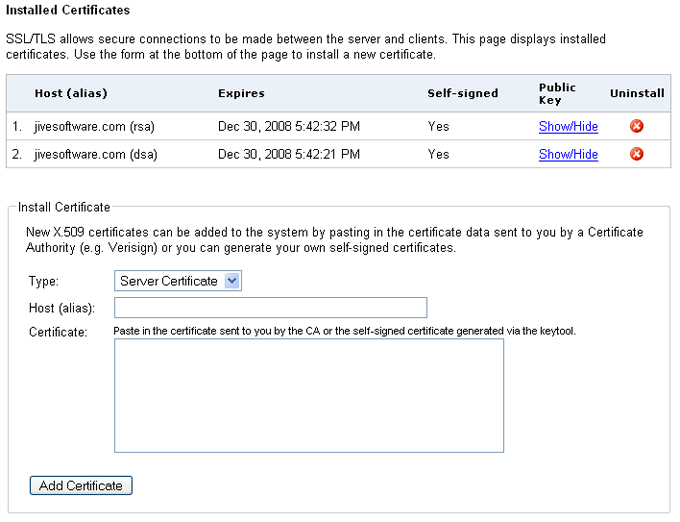 Installed Certificates
SSL/TLS allows secure connections to be made between the server and clients. This page displays installed
certificates. Use the form at the bottom of the page to install a new certificate.
Host (alias) Expires Self-signed Public Key Uninstall
1. jivesoftware.com (rsa) Dec 30, 2008 5:42:32 PM Yes Show/Hide
2. jivesoftware.com (dsa) Dec 30, 2008 5:42:21 PM Yes Show/Hide
Install Certificate
New X.509 certificates can be added to the system by pasting in the certificate data sent to you by a Certificate
Authority (e.g. Verisign) or you can generate your own self-signed certificates.
Type: Server Certificate
Host (alias):
Certificate: Paste in the certificate sent to you by the CA or the self-signed certificate generated via the keytool.
Add Certificate